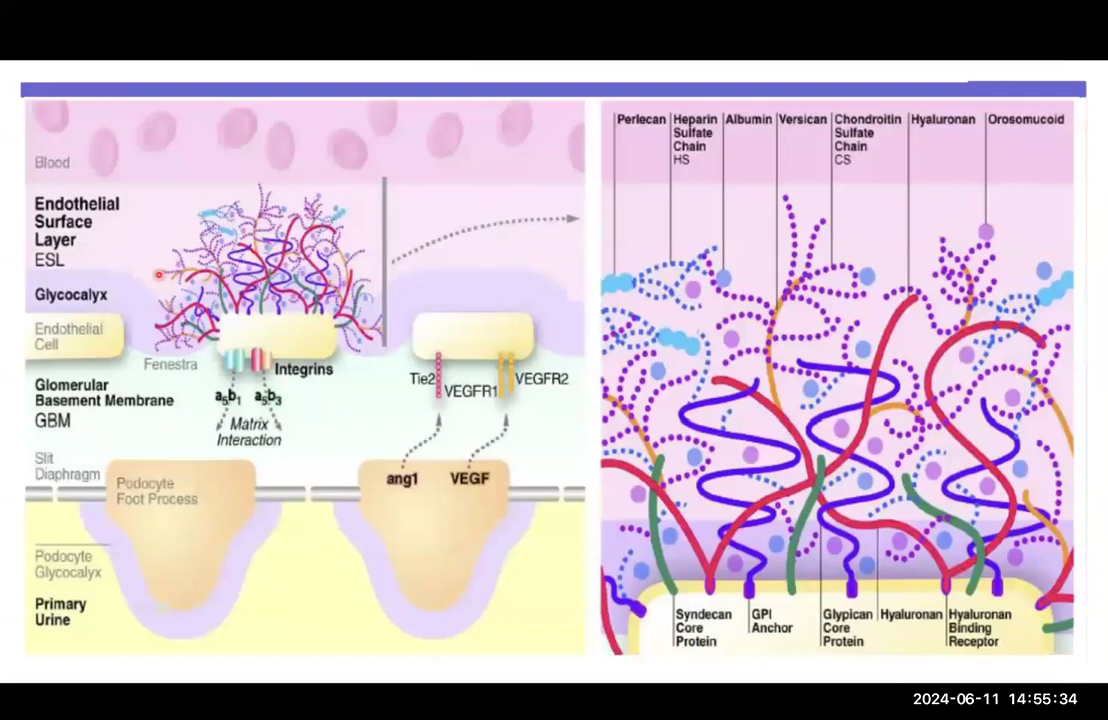 Blood
Endothelial
Surface
Layer
ESL
Glycocalyx
Endothelial
Cell
Fenestra
Integrins
Glomerular
Basement Membrane
GBM
a5b1 a5b3
Matrix
Interaction
Tie2
VEGFR1
VEGFR2
Slit
Diaphragm
Podocyte
Foot Process
ang1
VEGF
Podocyte
Glycocalyx
Primary
Urine
Perlecan
Heparin
Sulfate
Chain
HS
Albumin
Versican
Chondroitin
Sulfate
Chain
CS
Hyaluronan
Orosomucoid
Syndecan
Core
Protein
GPI
Anchor
Glypican
Core
Protein
Hyaluronan
Hyaluronan
Binding
Receptor
2024-06-11 14:55:34